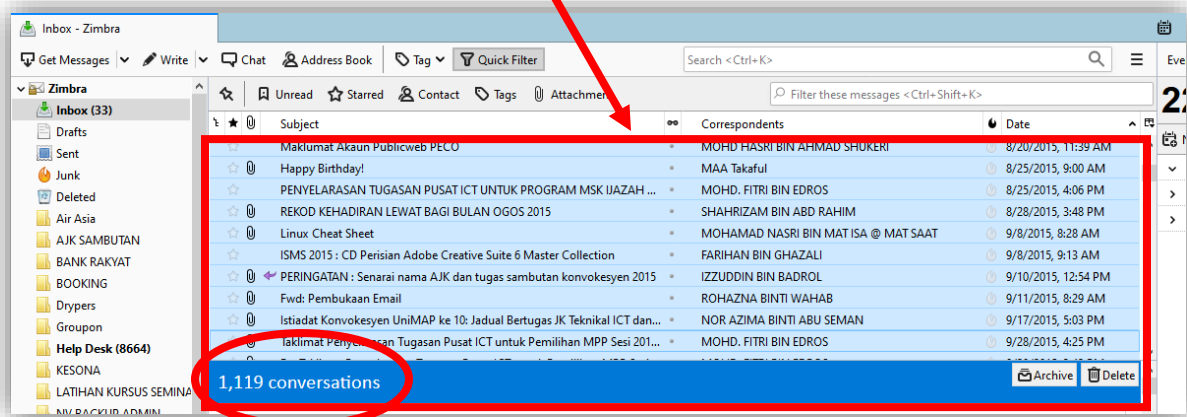 Inbox - Zimbra
Get Messages Write Chat Address Book Tag Quick Filter Search <Ctrl+K> Eve
Zimbra
Inbox (33)
Drafts
Sent
Junk
Deleted
Air Asia
AJK SAMBUTAN
BANK RAKYAT
BOOKING
Drypers
Groupon
Help Desk (8664)
KESONA
LATIHAN KURSUS SEMINA
NV BACKUP ADMIN
Unread Starred Contact Tags Attachmen Filter these messages <Ctrl+Shift+K>
Subject Correspondents Date
Maklumat Akaun Publicweb PECO MOHD HASRI BIN AHMAD SHUKERI 8/20/2015, 11:39 AM
Happy Birthday! MAA Takaful 8/25/2015, 9:00 AM
PENYELARASAN TUGASAN PUSAT ICT UNTUK PROGRAM MSK IJAZAH ... MOHD. FITRI BIN EDROS 8/25/2015, 4:06 PM
REKOD KEHADIRAN LEWAT BAGI BULAN OGOS 2015 SHAHRIZAM BIN ABD RAHIM 8/28/2015, 3:48 PM
Linux Cheat Sheet MOHAMAD NASRI BIN MAT ISA @ MAT SAAT 9/8/2015, 8:28 AM
ISMS 2015 : CD Perisian Adobe Creative Suite 6 Master Collection FARIHAN BIN GHAZALI 9/8/2015, 9:13 AM
PERINGATAN : Senarai nama AJK dan tugas sambutan konvokesyen 2015 IZZUDDIN BIN BADROL 9/10/2015, 12:54 PM
Fwd: Pembukaan Email ROHAZNA BINTI WAHAB 9/11/2015, 8:29 AM
Istiadat Konvokesyen UniMAP ke 10: Jadual Bertugas JK Teknikal ICT dan... NOR AZIMA BINTI ABU SEMAN 9/17/2015, 5:03 PM
Taklimat Penyelarasan Tugasan Pusat ICT untuk Pemilihan MPP Sesi 201... MOHD. FITRI BIN EDROS 9/28/2015, 4:25 PM
1,119 conversations Archive Delete
22
N